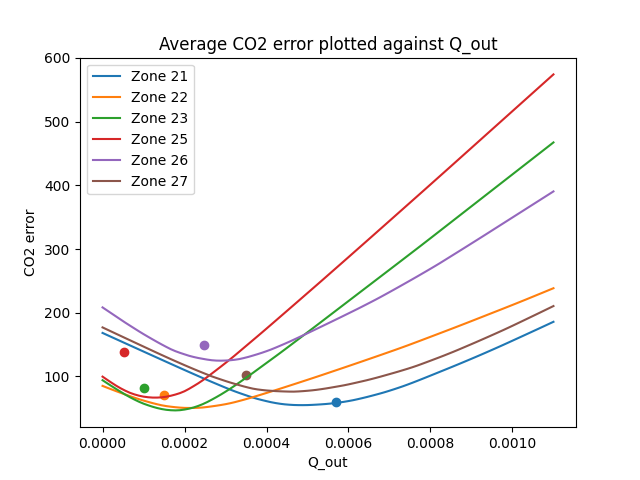 Average CO2 error plotted against Q_out
600
500
400
300
200
100
CO2 error
Zone 21
Zone 22
Zone 23
Zone 25
Zone 26
Zone 27
0.0000 0.0002 0.0004 0.0006 0.0008 0.0010
Q_out